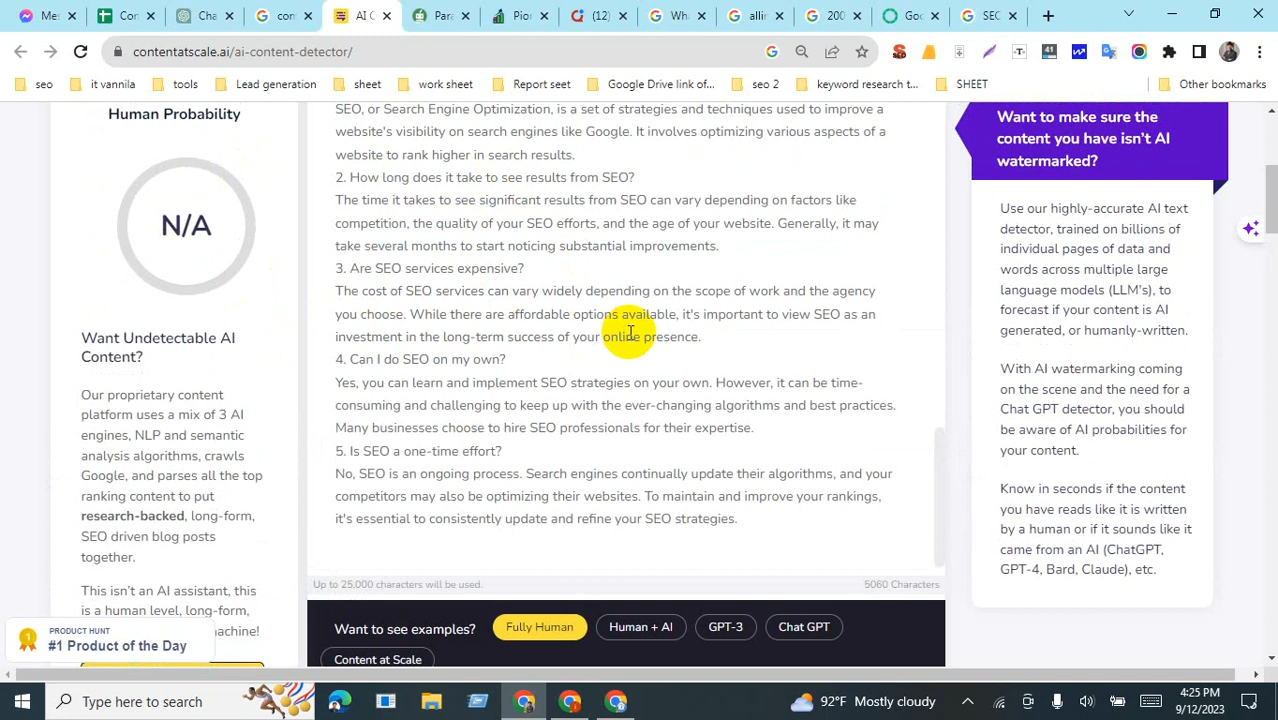 Me
Con
Cha
con
AI C
Par
Pior
(12)
Wha
allin
200
Goo
SEC
contentatscale.ai/ai-content-detector/
41
seo
it vannila
tools
Lead generation
sheet
work sheet
Report seet
Google Drive link of...
seo 2
keyword research t...
SHEET
Other bookmarks
Human Probability
N/A
Want Undetectable AI
Content?
Our proprietary content
platform uses a mix of 3 AI
engines, NLP and semantic
analysis algorithms, crawls
Google, and parses all the top
ranking content to put
research-backed, long-form,
SEO driven blog posts
together.
This isn't an AI assistant, this
is a human level, long-form,
machine!
PRODUCT HUNT
#1 Product of the Day
SEO, or Search Engine Optimization, is a set of strategies and techniques used to improve a
website's visibility on search engines like Google. It involves optimizing various aspects of a
website to rank higher in search results.
2. How long does it take to see results from SEO?
The time it takes to see significant results from SEO can vary depending on factors like
competition, the quality of your SEO efforts, and the age of your website. Generally, it may
take several months to start noticing substantial improvements.
3. Are SEO services expensive?
The cost of SEO services can vary widely depending on the scope of work and the agency
you choose. While there are affordable options available, it's important to view SEO as an
investment in the long-term success of your online presence.
4. Can I do SEO on my own?
Yes, you can learn and implement SEO strategies on your own. However, it can be time-
consuming and challenging to keep up with the ever-changing algorithms and best practices.
Many businesses choose to hire SEO professionals for their expertise.
5. Is SEO a one-time effort?
No, SEO is an ongoing process. Search engines continually update their algorithms, and your
competitors may also be optimizing their websites. To maintain and improve your rankings,
it's essential to consistently update and refine your SEO strategies.
Up to 25,000 characters will be used.
5060 Characters
Want to see examples?
Fully Human
Human + AI
GPT-3
Chat GPT
Content at Scale
Want to make sure the
content you have isn't AI
watermarked?
Use our highly-accurate AI text
detector, trained on billions of
individual pages of data and
words across multiple large
language models (LLM's), to
forecast if your content is AI
generated, or humanly-written.
With AI watermarking coming
on the scene and the need for a
Chat GPT detector, you should
be aware of AI probabilities for
your content.
Know in seconds if the content
you have reads like it is written
by a human or if it sounds like it
came from an AI (ChatGPT,
GPT-4, Bard, Claude), etc.
Type here to search
92°F Mostly cloudy
4:25 PM
9/12/2023